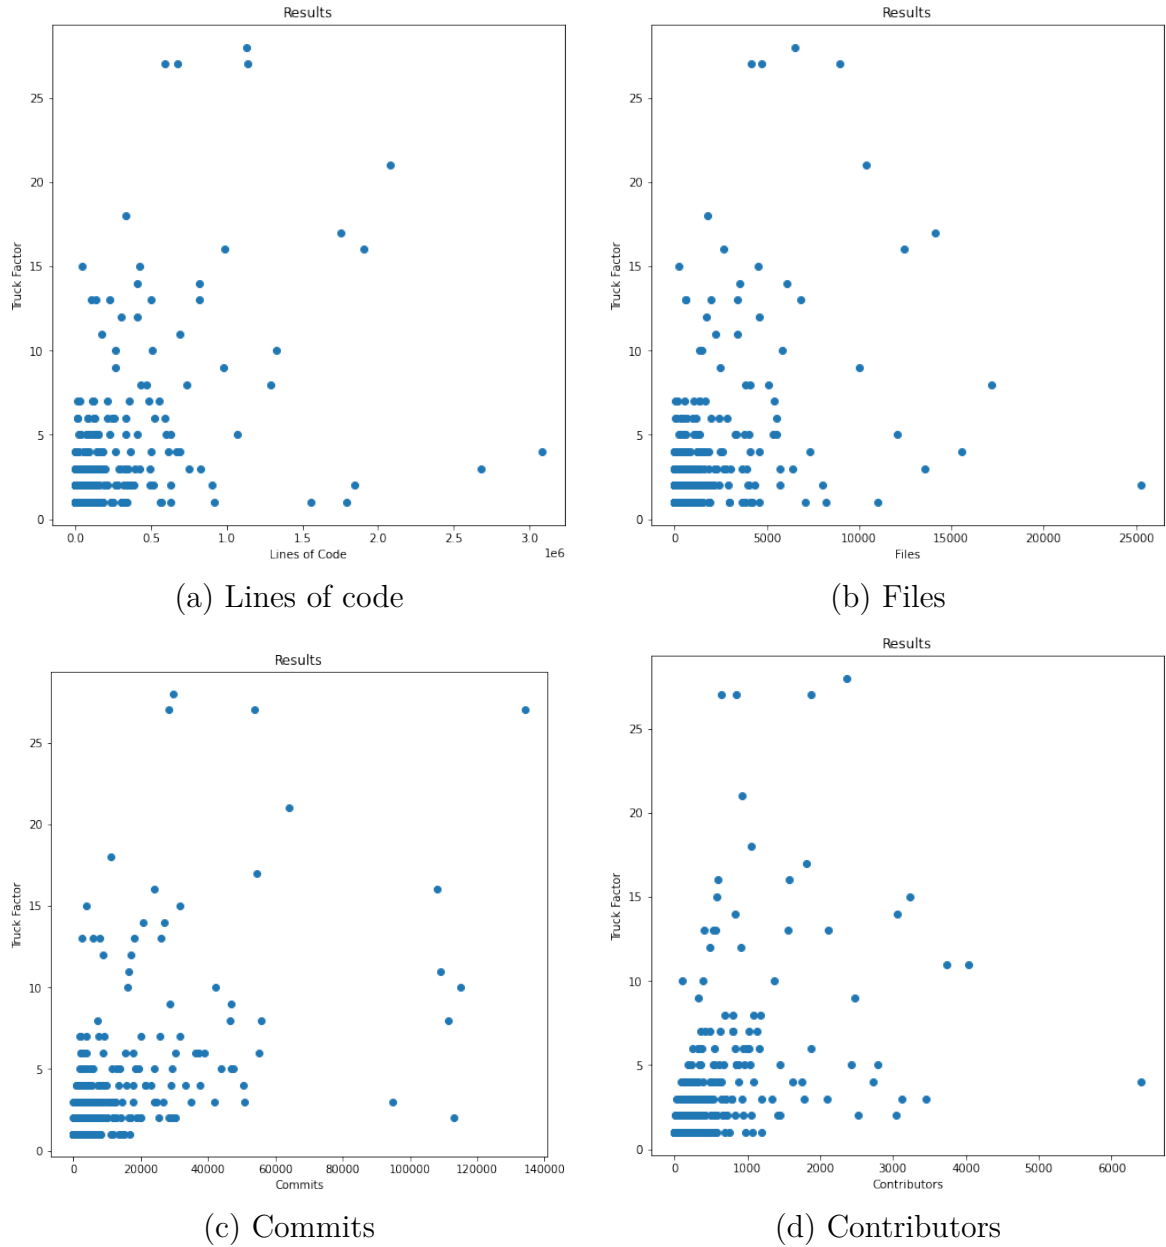 Results
25
20
15
10
5
0
Truck Factor
0.0 0.5 1.0 1.5 2.0 2.5 3.0
Lines of Code
1e6
(a) Lines of code
Results
25
20
15
10
5
0
Truck Factor
0 5000 10000 15000 20000 25000
Files
(b) Files
Results
25
20
15
10
5
0
Truck Factor
0 20000 40000 60000 80000 100000 120000 140000
Commits
(c) Commits
Results
25
20
15
10
5
0
Truck Factor
0 1000 2000 3000 4000 5000 6000
Contributors
(d) Contributors